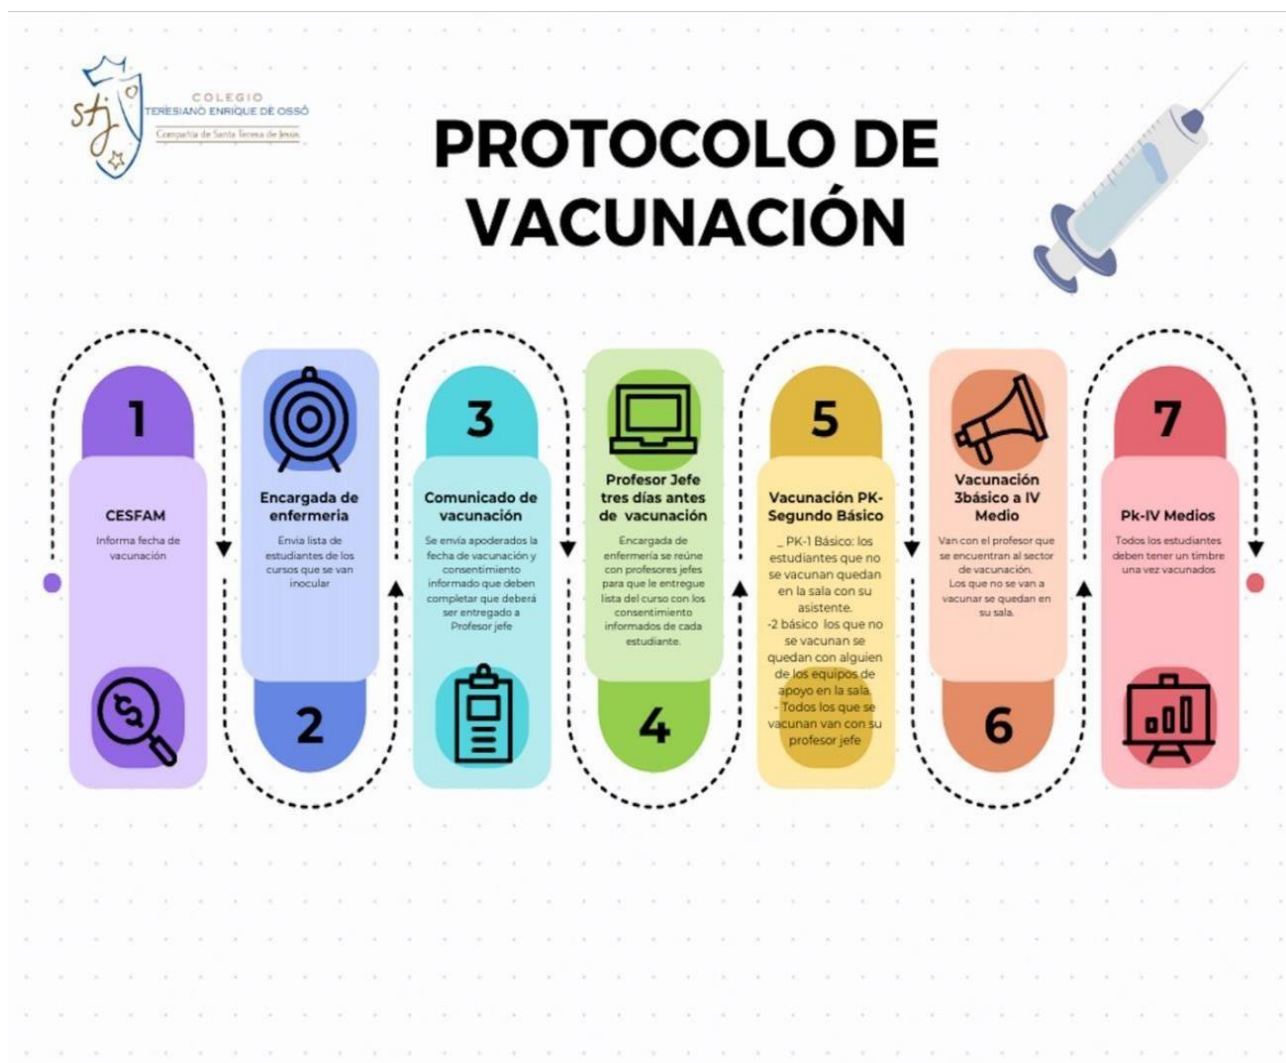 stj
COLEGIO
TERESIANO ENRIQUE DE OSSÓ
Compañía de Santa Teresa de Jesús
PROTOCOLO DE
VACUNACIÓN
1
CESFAM
Informa fecha de
vacunación
Encargada de
enfermeria
Envia lista de
estudiantes de los
cursos que se van
inocular
2
3
Comunicado de
vacunación
Se envía apoderados la
fecha de vacunación y
consentimiento
informado que deben
completar que deberá
ser entregado a
Profesor jefe
Profesor Jefe
tres días antes
de vacunación
Encargada de
enfermería se reúne
con profesores jefes
para que le entregue
lista del curso con los
consentimiento
informados de cada
estudiante.
4
5
Vacunación PK-
Segundo Básico
_ PK-1 Básico: los
estudiantes que no
se vacunan quedan
en la sala con su
asistente.
-2 básico los que no
se vacunan se
quedan con alguien
de los equipos de
apoyo en la sala.
- Todos los que se
vacunan van con su
profesor jefe
Vacunación
3básico a IV
Medio
Van con el profesor que
se encuentran al sector
de vacunación.
Los que no se van a
vacunar se quedan en
su sala.
6
7
Pk-IV Medios
Todos los estudiantes
deben tener un timbre
una vez vacunados